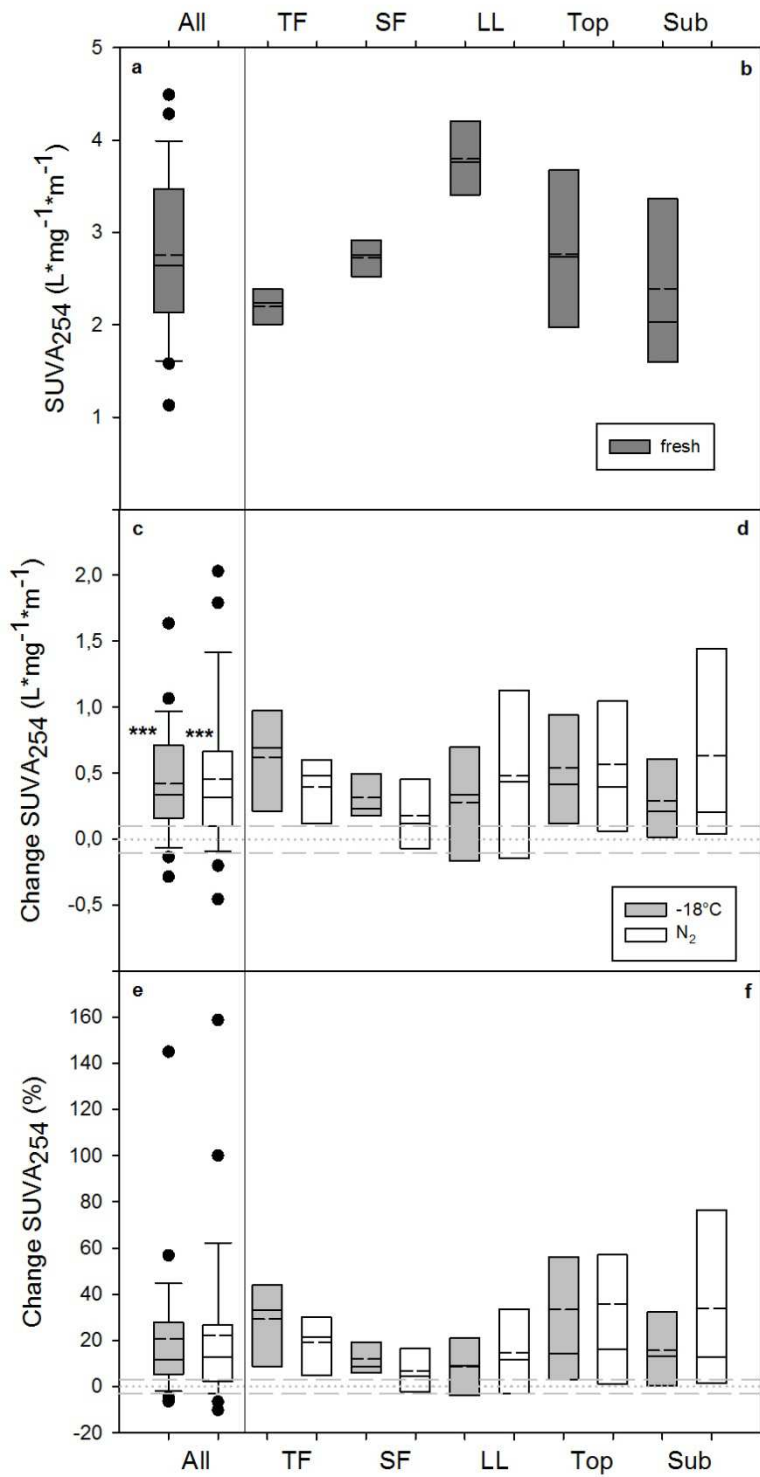 All TF SF LL Top Sub
a b
5
4
3
2
1
SUVA254 (L*mg-1*m-1)
fresh
c d
2,0
1,5
1,0
0,5
0,0
-0,5
Change SUVA254 (L*mg-1*m-1)
*** ***
-18°C
N2
e f
160
140
120
100
80
60
40
20
0
-20
Change SUVA254 (%)
All TF SF LL Top Sub